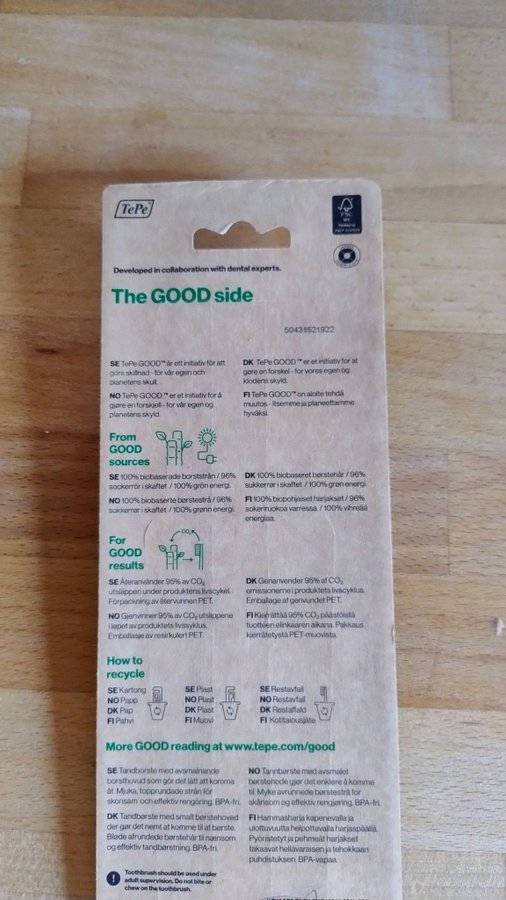 TePe
FSC
Developed in collaboration with dental experts.
The GOOD side
50431521922
SE TePe GOOD™ är ett initiativ för att
göra skillnad - för vår egen och
planetens skull.
DK TePe GOOD™ er et initiativ for at
gøre en forskel - for vores egen og
klodens skyld.
NO TePe GOOD™ er et initiativ for å
gjøre en forskjell - for vår egen og
planetens skyld.
FI TePe GOOD™ on aloite tehdä
muutos - itsemme ja planeettamme
hyväksi.
From
GOOD
sources
SE 100% biobaserade borststrån / 96%
sockerrör i skaftet / 100% grön energi.
DK 100% biobaseret børstehår / 96%
sukkerrør i skaftet / 100% grøn energi.
NO 100% biobaserte børstestrå / 96%
sukkerrør i skaftet / 100% grønn energi.
FI 100% biopohjaiset harjakset / 96%
sokeriruokoa varressa / 100% vihreää
energiaa.
For
GOOD
results
CO₂
SE Återanvänder 95% av CO₂
utsläppen under produktens livscykel.
Förpackning av återvunnen PET.
DK Genanvender 95% af CO₂
emissionerne i produktets livscyklus.
Emballage af genvundet PET.
NO Gjenvinner 95% av CO₂ utslippene
i løpet av produktets livssyklus.
Emballasje av resirkulert PET.
FI Kierrättää 95% CO₂ päästöistä
tuotteen elinkaaren aikana. Pakkaus
kierrätetystä PET-muovista.
How to
recycle
SE Kartong
NO Papp
DK Pap
FI Pahvi
SE Plast
NO Plast
DK Plast
FI Muovi
SE Restavfall
NO Restavfall
DK Restaffald
FI Kotitalousjäte
More GOOD reading at www.tepe.com/good
SE Tandborste med avsmalnande
borsthuvud som gör det lätt att komma
åt. Mjuka, topprundade strån för
skonsam och effektiv rengöring. BPA-fri.
NO Tannbørste med avsmalnet
børstehode gjør det enklere å komme
til. Myke avrunnede børstestrå for
skånsom og effektiv rengjøring. BPA-fri.
DK Tandbørste med smalt børstehoved
der gør det nemt at komme til at børste.
Bløde afrundede børstehår til nænsom
og effektiv tandbørstning. BPA-fri.
FI Hammasharja kapenevalla ja
ulottuvuutta helpottavalla harjaspäällä.
Pyöristetyt ja pehmeät harjakset
takaavat hellävaraisen ja tehokkaan
puhdistuksen. BPA-vapaa.
Toothbrush should be used under
adult supervision. Do not bite or
chew on the toothbrush.